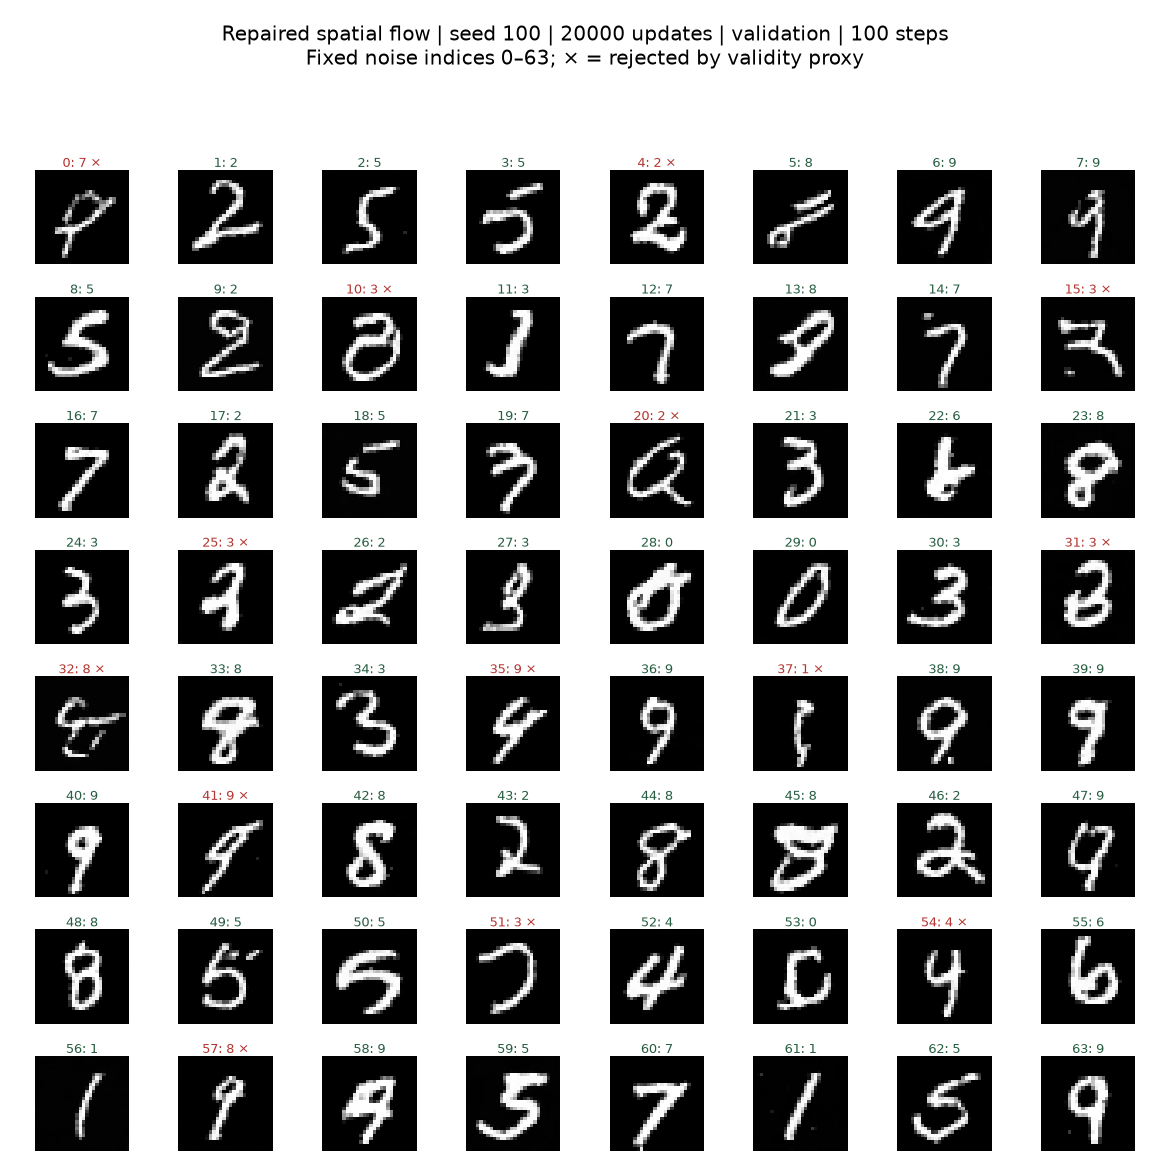 Repaired spatial flow | seed 100 | 20000 updates | validation | 100 steps
Fixed noise indices 0–63; × = rejected by validity proxy
0: 7 × 1: 2 2: 5 3: 5 4: 2 × 5: 8 6: 9 7: 9
8: 5 9: 2 10: 3 × 11: 3 12: 7 13: 8 14: 7 15: 3 ×
16: 7 17: 2 18: 5 19: 7 20: 2 × 21: 3 22: 6 23: 8
24: 3 25: 3 × 26: 2 27: 3 28: 0 29: 0 30: 3 31: 3 ×
32: 8 × 33: 8 34: 3 35: 9 × 36: 9 37: 1 × 38: 9 39: 9
40: 9 41: 9 × 42: 8 43: 2 44: 8 45: 8 46: 2 47: 9
48: 8 49: 5 50: 5 51: 3 × 52: 4 53: 0 54: 4 × 55: 6
56: 1 57: 8 × 58: 9 59: 5 60: 7 61: 1 62: 5 63: 9